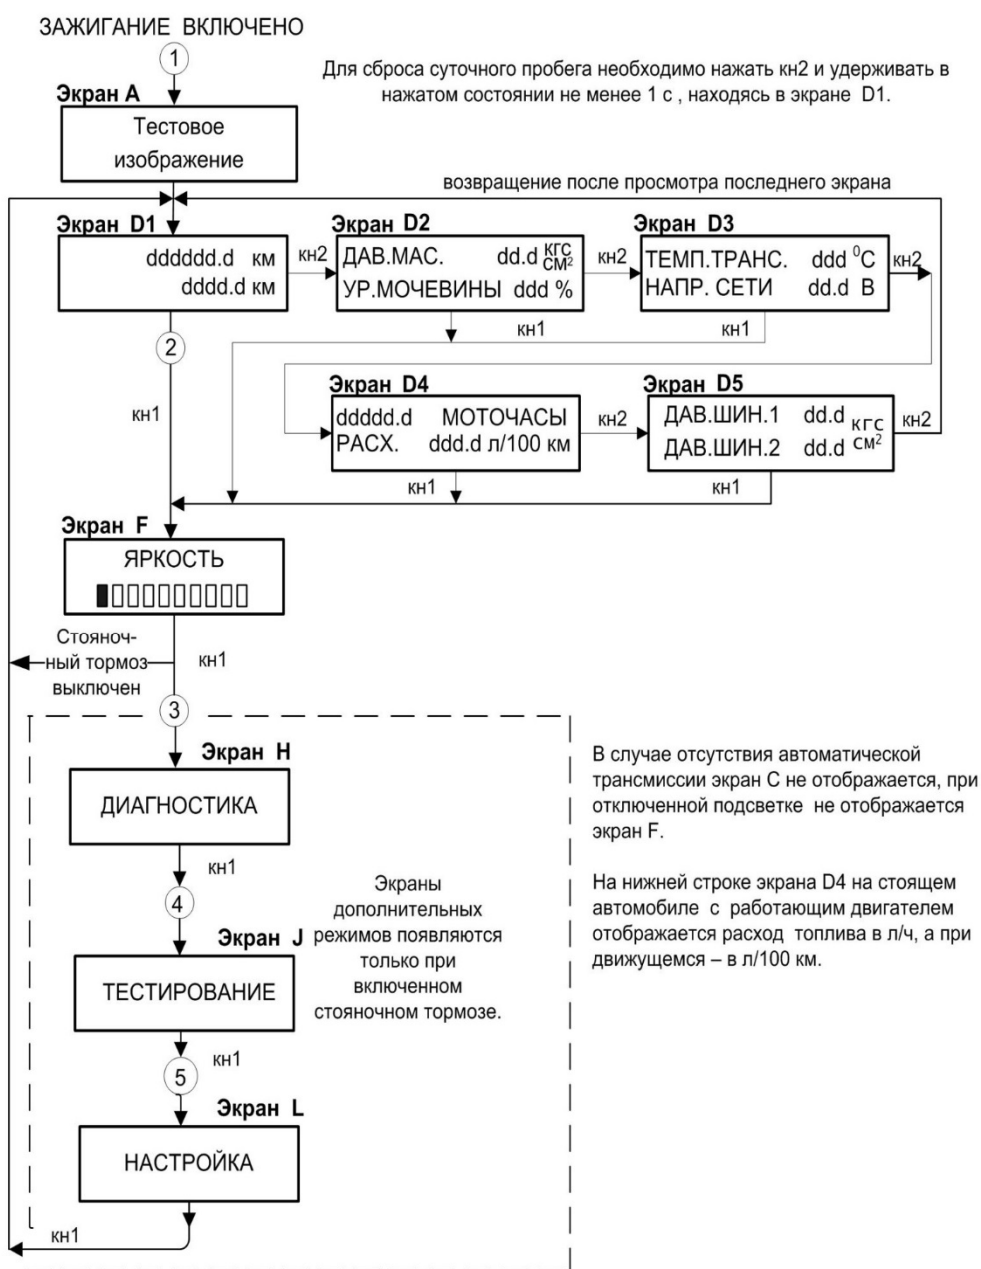 ЗАЖИГАНИЕ ВКЛЮЧЕНО
1
Для сброса суточного пробега необходимо нажать кн2 и удерживать в
нажатом состоянии не менее 1 с , находясь в экране D1.
Экран А
Тестовое
изображение
возвращение после просмотра последнего экрана
Экран D1
dddddd.d км
dddd.d км
кн2
Экран D2
ДАВ.МАС. dd.d кгс
см²
УР.МОЧЕВИНЫ ddd %
кн2
Экран D3
ТЕМП.ТРАНС. ddd ⁰C
НАПР. СЕТИ dd.d В
кн2
кн1
кн1
2
кн1
Экран D4
ddddd.d МОТОЧАСЫ
РАСХ. ddd.d л/100 км
кн2
Экран D5
ДАВ.ШИН.1 dd.d кгс
ДАВ.ШИН.2 dd.d см²
кн2
кн1
кн1
Экран F
ЯРКОСТЬ
Стояноч-
ный тормоз
выключен
кн1
3
Экран H
ДИАГНОСТИКА
кн1
4
Экран J
ТЕСТИРОВАНИЕ
кн1
5
Экран L
НАСТРОЙКА
кн1
Экраны
дополнительных
режимов появляются
только при
включенном
стояночном тормозе.
В случае отсутствия автоматической
трансмиссии экран С не отображается, при
отключенной подсветке не отображается
экран F.
На нижней строке экрана D4 на стоящем
автомобиле с работающим двигателем
отображается расход топлива в л/ч, а при
движущемся – в л/100 км.